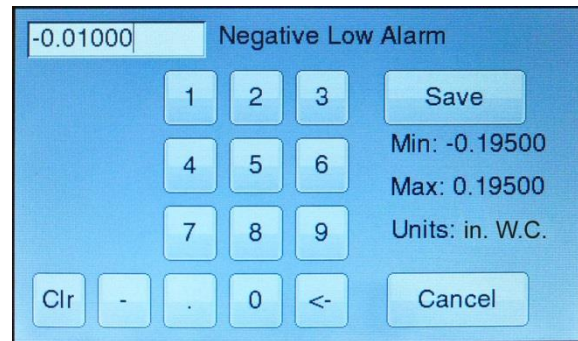 -0.01000 Negative Low Alarm
1 2 3 Save
Min: -0.19500
4 5 6
Max: 0.19500
7 8 9 Units: in. W.C.
Clr - . 0 <- Cancel